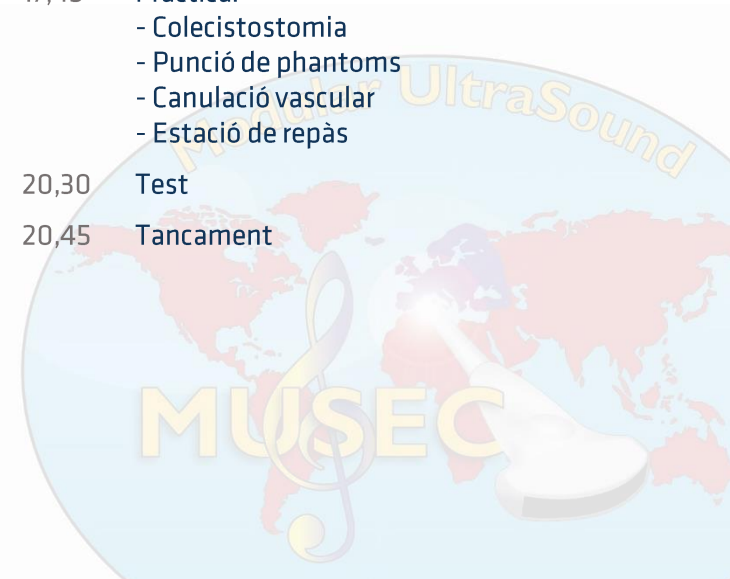 - Colecistostomia
- Punció de phantoms
- Canulació vascular
- Estació de repàs
20,30 Test
20,45 Tancament
Modular UltraSound
MUSEC